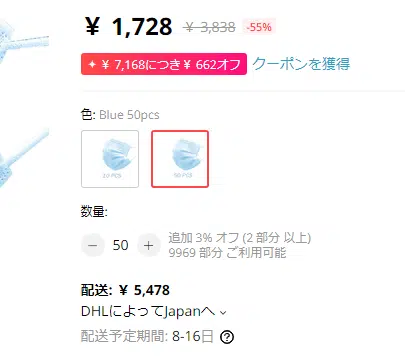 ¥ 1,728 ¥ 3,838 -55%
✦ ¥ 7,168につき ¥ 662オフ クーポンを獲得
色: Blue 50pcs
10 PCS 50 PCS
数量:
− 50 + 追加 3% オフ (2 部分 以上)
9969 部分 ご利用可能
配送: ¥ 5,478
DHLによってJapanへ
配送予定期間: 8-16日 ?